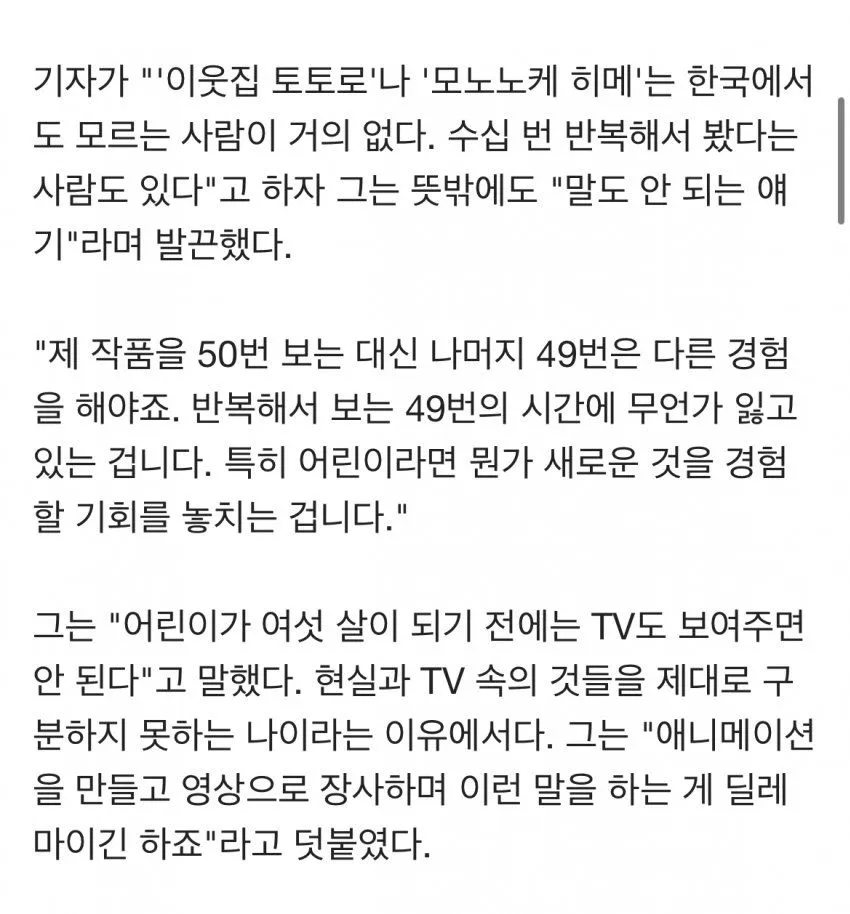 기자가 "'이웃집 토토로'나 '모노노케 히메'는 한국에서
도 모르는 사람이 거의 없다. 수십 번 반복해서 봤다는
사람도 있다"고 하자 그는 뜻밖에도 "말도 안 되는 얘
기"라며 발끈했다.
"제 작품을 50번 보는 대신 나머지 49번은 다른 경험
을 해야죠. 반복해서 보는 49번의 시간에 무언가 잃고
있는 겁니다. 특히 어린이라면 뭔가 새로운 것을 경험
할 기회를 놓치는 겁니다."
그는 "어린이가 여섯 살이 되기 전에는 TV도 보여주면
안 된다"고 말했다. 현실과 TV 속의 것들을 제대로 구
분하지 못하는 나이라는 이유에서다. 그는 "애니메이션
을 만들고 영상으로 장사하며 이런 말을 하는 게 딜레
마이긴 하죠"라고 덧붙였다.